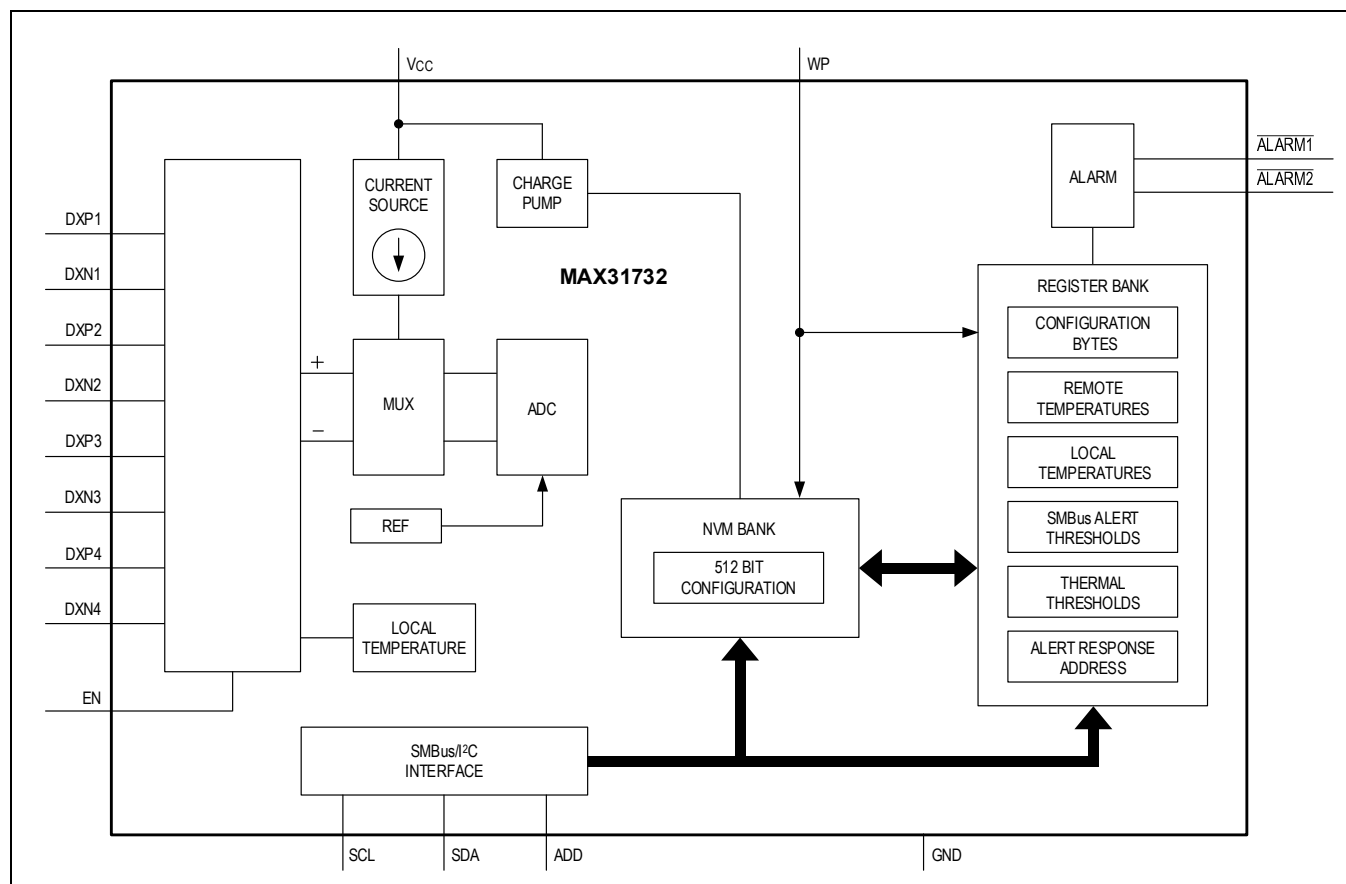 VCC
WP
ALARM1
ALARM2
ALARM
CURRENT
SOURCE
CHARGE
PUMP
DXP1
DXN1
DXP2
DXN2
DXP3
DXN3
DXP4
DXN4
EN
MAX31732
+
−
MUX
ADC
REF
LOCAL
TEMPERATURE
NVM BANK
512 BIT
CONFIGURATION
REGISTER BANK
CONFIGURATION
BYTES
REMOTE
TEMPERATURES
LOCAL
TEMPERATURES
SMBus ALERT
THRESHOLDS
THERMAL
THRESHOLDS
ALERT RESPONSE
ADDRESS
SMBus/I²C
INTERFACE
SCL
SDA
ADD
GND